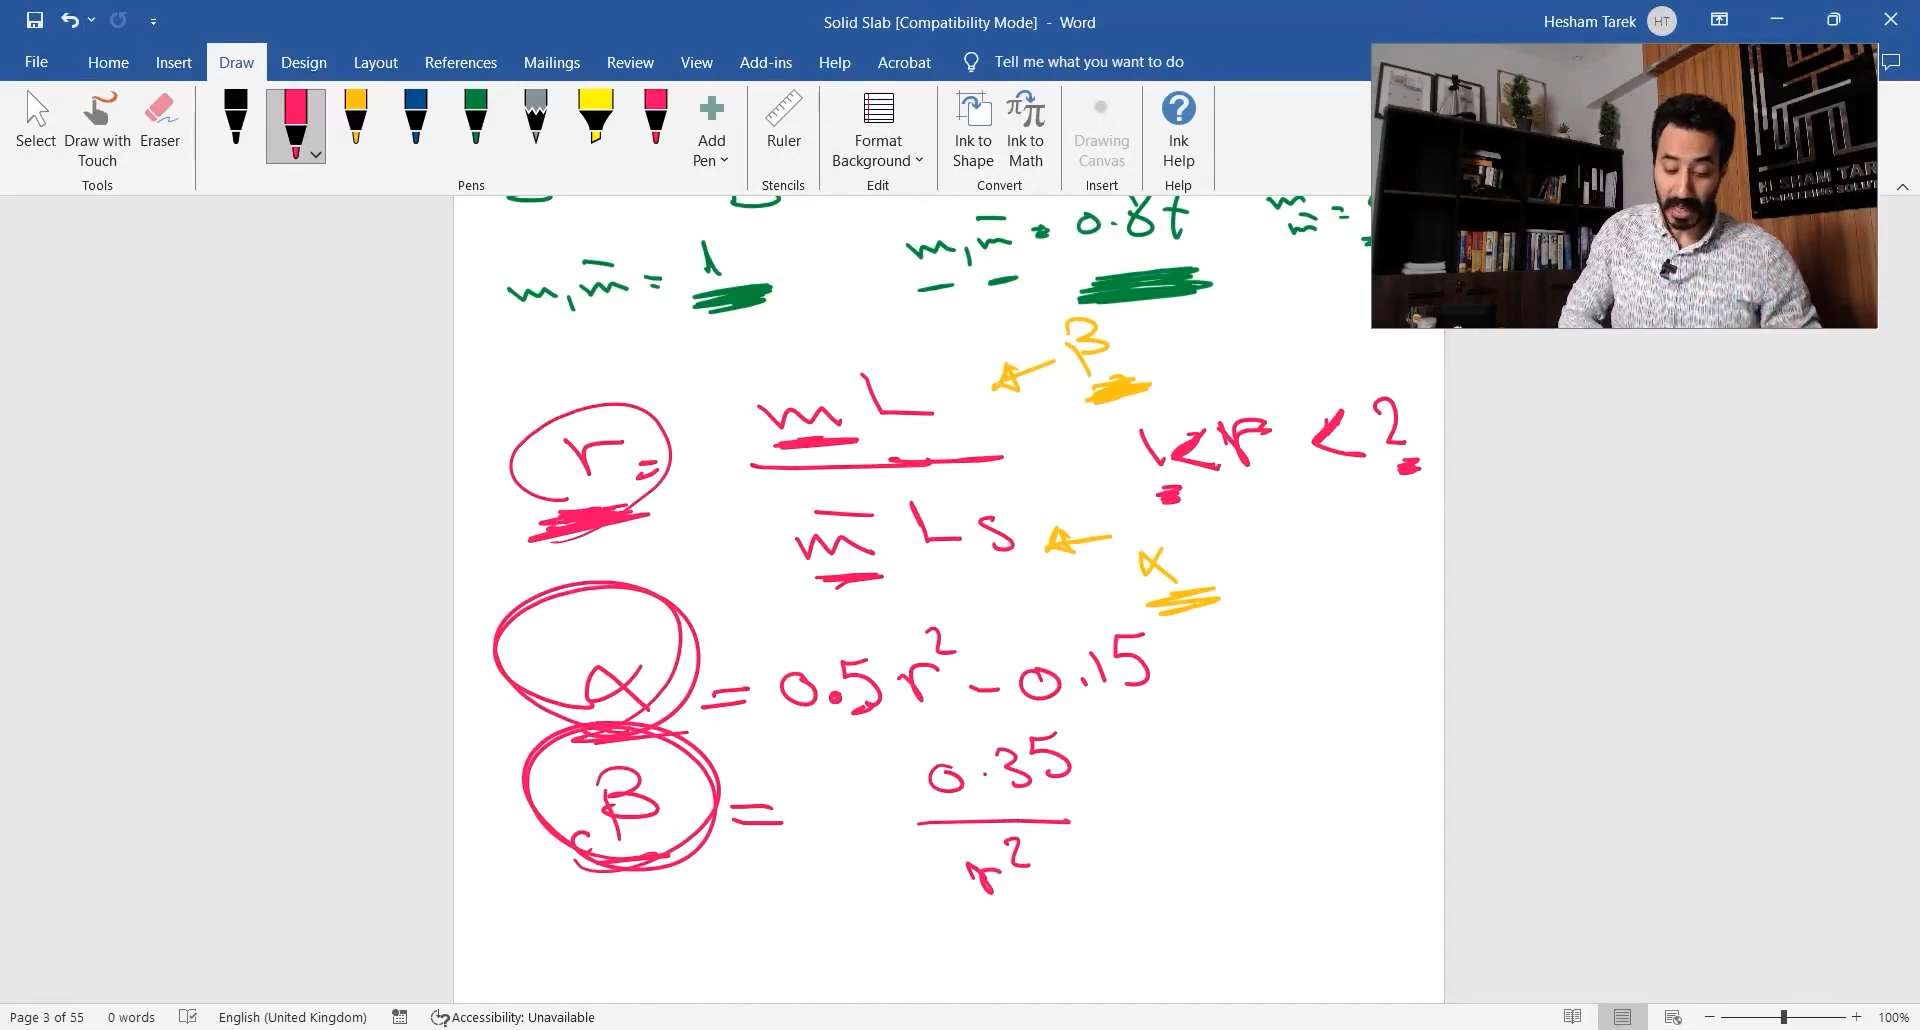 Solid Slab [Compatibility Mode] - Word
Hesham Tarek HT
File Home Insert Draw Design Layout References Mailings Review View Add-ins Help Acrobat Tell me what you want to do
Select
Draw with Touch
Eraser
Tools
Pens
Add Pen
Ruler
Stencils
Format Background
Edit
Ink to Shape
Ink to Math
Convert
Drawing Canvas
Insert
Ink Help
Help
m, m̅ = 0.8t
m, m̅ = 1
β
r = m L / m̅ Ls
1 < r < 2
α
α = 0.5 r² - 0.15
β = 0.35 / r²
Page 3 of 55 0 words English (United Kingdom) Accessibility: Unavailable 100%